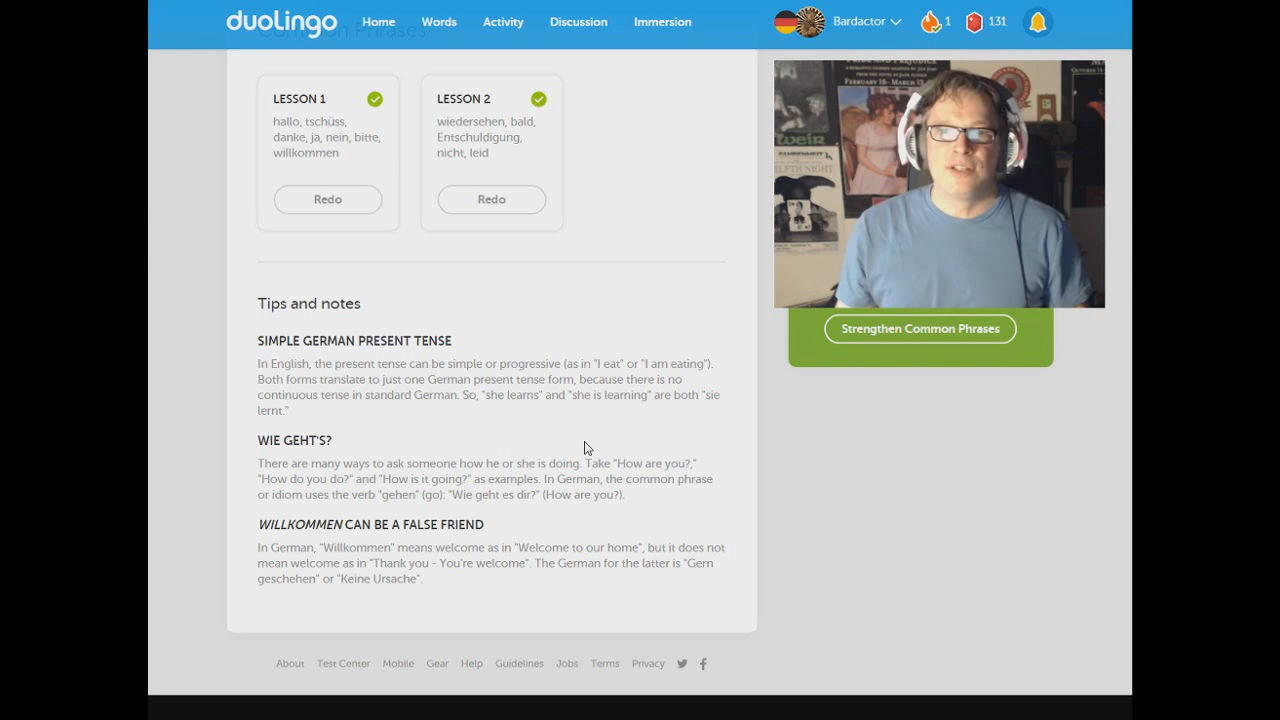 duolingo
Home
Words
Activity
Discussion
Immersion
Bardactor
1
131
Common Phrases
LESSON 1
hallo, tschüss,
danke, ja, nein, bitte,
willkommen
Redo
LESSON 2
wiedersehen, bald,
Entschuldigung,
nicht, leid
Redo
Tips and notes
SIMPLE GERMAN PRESENT TENSE
In English, the present tense can be simple or progressive (as in "I eat" or "I am eating").
Both forms translate to just one German present tense form, because there is no
continuous tense in standard German. So, "she learns" and "she is learning" are both "sie
lernt."
WIE GEHT'S?
There are many ways to ask someone how he or she is doing. Take "How are you?,"
"How do you do?" and "How is it going?" as examples. In German, the common phrase
or idiom uses the verb "gehen" (go): "Wie geht es dir?" (How are you?).
WILLKOMMEN CAN BE A FALSE FRIEND
In German, "Willkommen" means welcome as in "Welcome to our home", but it does not
mean welcome as in "Thank you - You're welcome". The German for the latter is "Gern
geschehen" or "Keine Ursache".
FEBRUARY 18- MARCH
Weir
Strengthen Common Phrases
About
Test Center
Mobile
Gear
Help
Guidelines
Jobs
Terms
Privacy